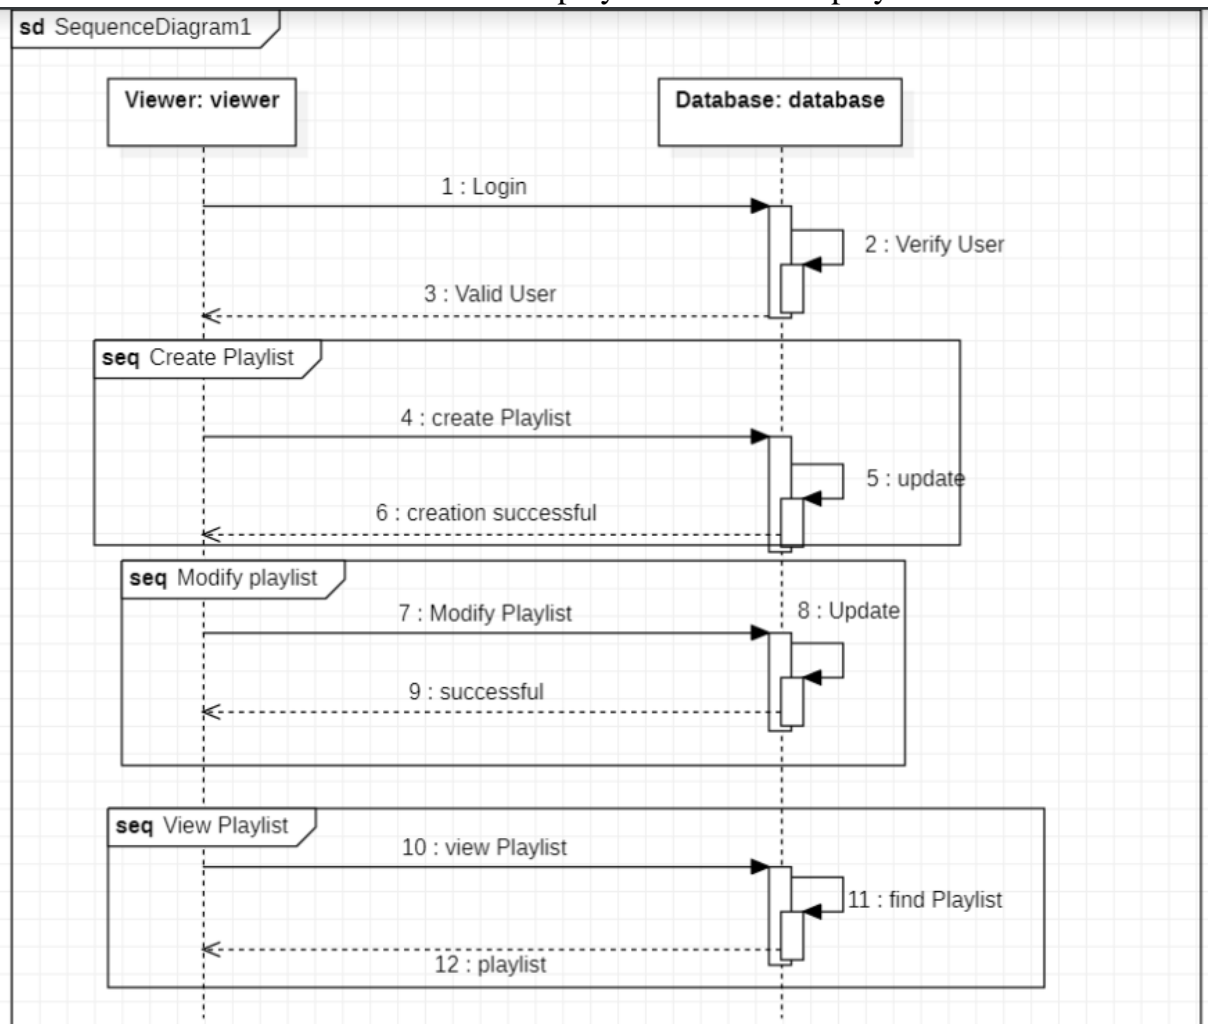 sd SequenceDiagram1
Viewer: viewer
Database: database
1 : Login
2 : Verify User
3 : Valid User
seq Create Playlist
4 : create Playlist
5 : update
6 : creation successful
seq Modify playlist
7 : Modify Playlist
8 : Update
9 : successful
seq View Playlist
10 : view Playlist
11 : find Playlist
12 : playlist